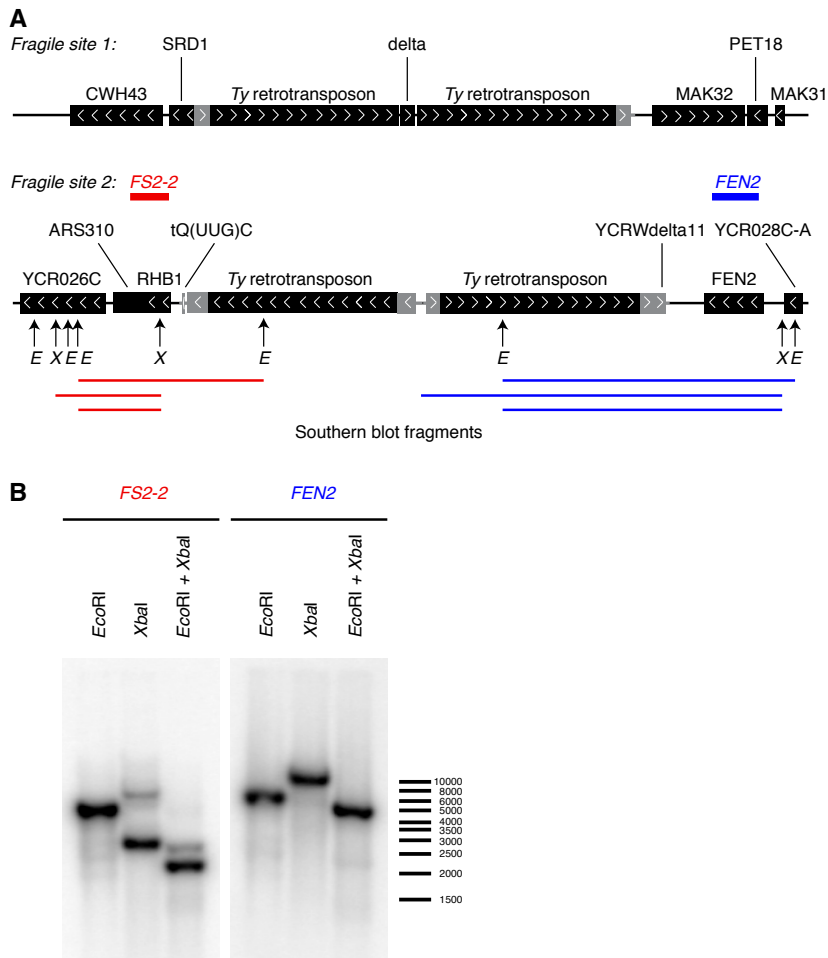 A
Fragile site 1:
SRD1 delta PET18
CWH43 Ty retrotransposon Ty retrotransposon MAK32 MAK31
Fragile site 2: FS2-2 FEN2
ARS310 tQ(UUG)C YCRWdelta11 YCR028C-A
YCR026C RHB1 Ty retrotransposon Ty retrotransposon FEN2
E X E E X E E X E
Southern blot fragments
B
FS2-2 FEN2
EcoRI XbaI EcoRI + XbaI EcoRI XbaI EcoRI + XbaI
10000
8000
6000
5000
4000
3500
3000
2500
2000
1500